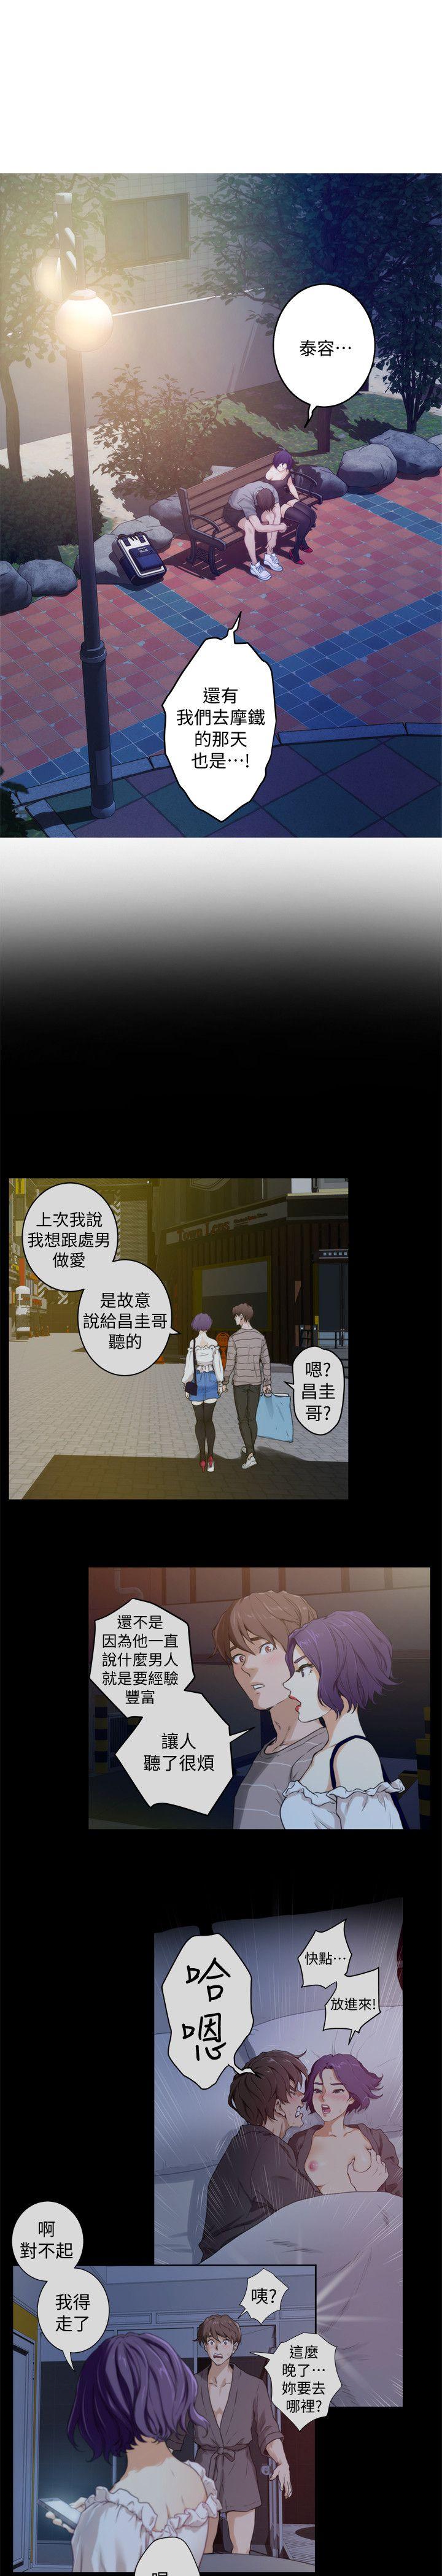 泰容…
還有
我們去摩鐵
的那天
也是…!
上次我說
我想跟處男
做愛
是故意
說給昌圭哥
聽的
嗯?
昌圭
哥?
還不是
因為他一直
說什麼男人
就是要經驗
豐富
讓人
聽了很煩
快點…
放進來!
哈
嗯
啊
對不起
我得
走了
咦?
這麼
晚了…
妳要去
哪裡?